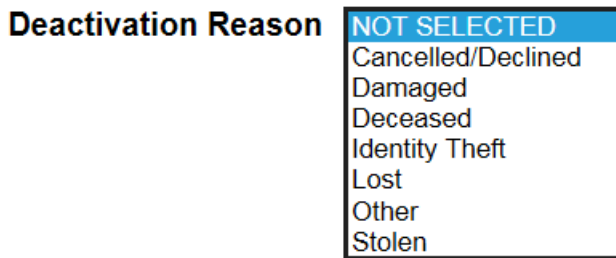 Deactivation Reason NOT SELECTED
Cancelled/Declined
Damaged
Deceased
Identity Theft
Lost
Other
Stolen